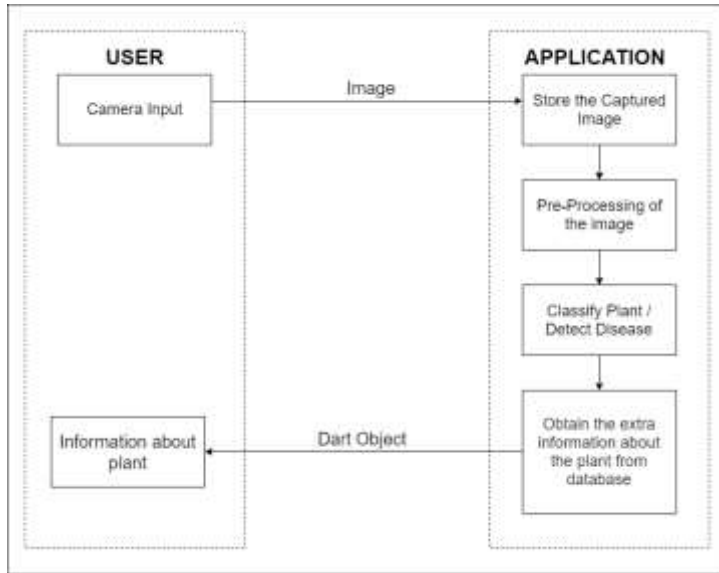 USER
APPLICATION
Camera Input
Image
Store the Captured
Image
Pre-Processing of
the image
Classify Plant /
Detect Disease
Obtain the extra
information about
the plant from
database
Dart Object
Information about
plant